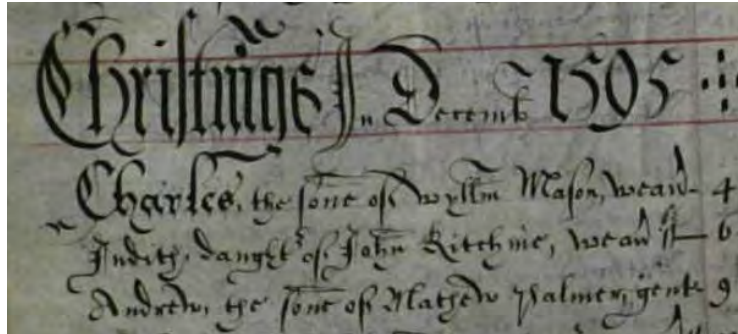 Christninge In Decemb 1595
Charles, the sonne of wyllm Mason, weav 4
Judith, daught of John Kitchine, weav 6
Andrew, the sonne of Mathew Palmer, gent 9